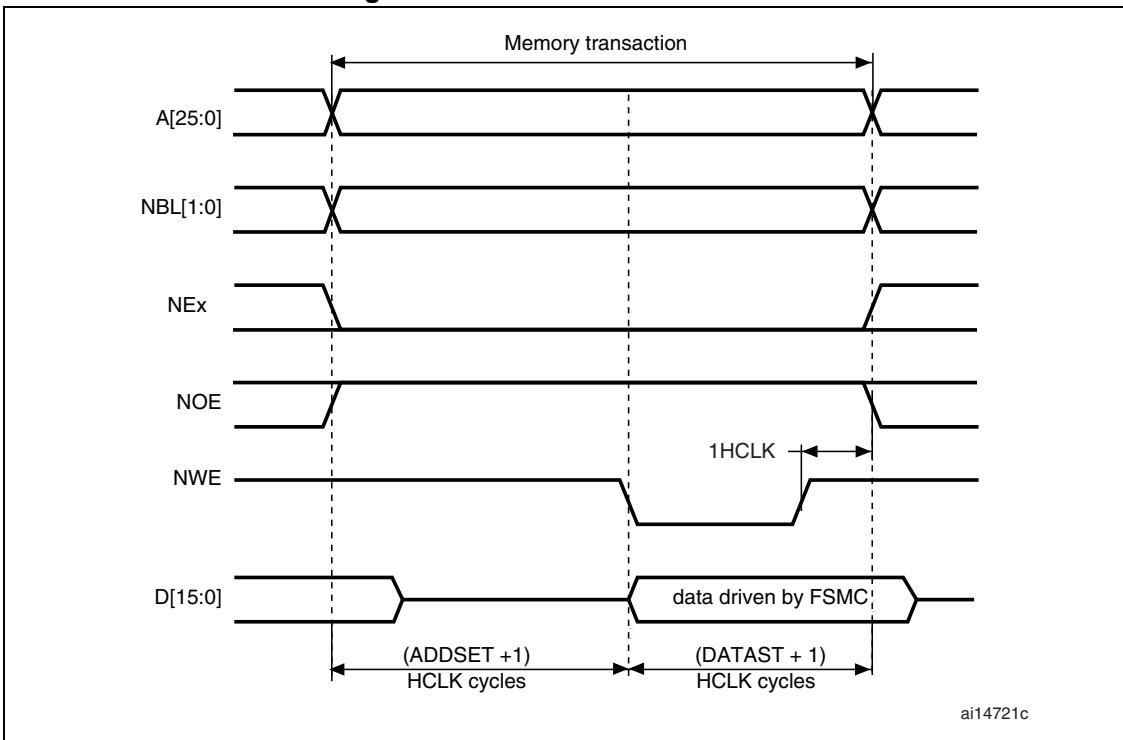 Memory transaction
A[25:0]
NBL[1:0]
NEx
NOE
1HCLK
NWE
D[15:0]
data driven by FSMC
(ADDSET +1)
HCLK cycles
(DATAST + 1)
HCLK cycles
ai14721c